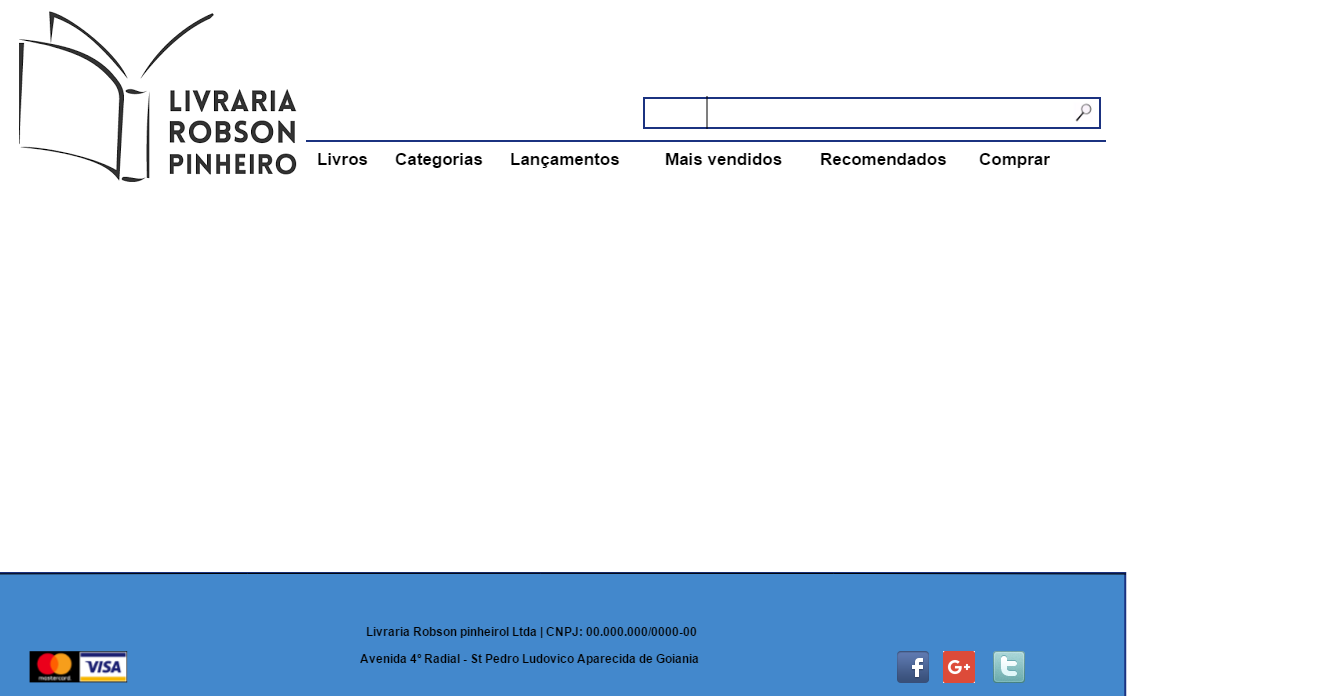 LIVRARIA
ROBSON
PINHEIRO
Livros Categorias Lançamentos Mais vendidos Recomendados Comprar
Livraria Robson pinheirol Ltda | CNPJ: 00.000.000/0000-00
Avenida 4º Radial - St Pedro Ludovico Aparecida de Goiania
mastercard VISA
f G+ t